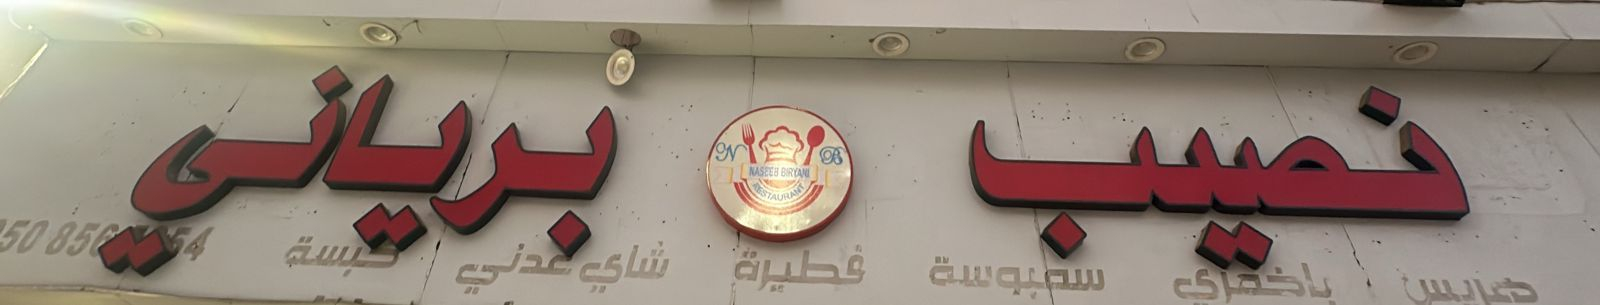 نصيب برياني
N B
NASEEB BIRYANI
RESTAURANT
هريس باخمري سمبوسة فطيرة شاي عدني كبسة